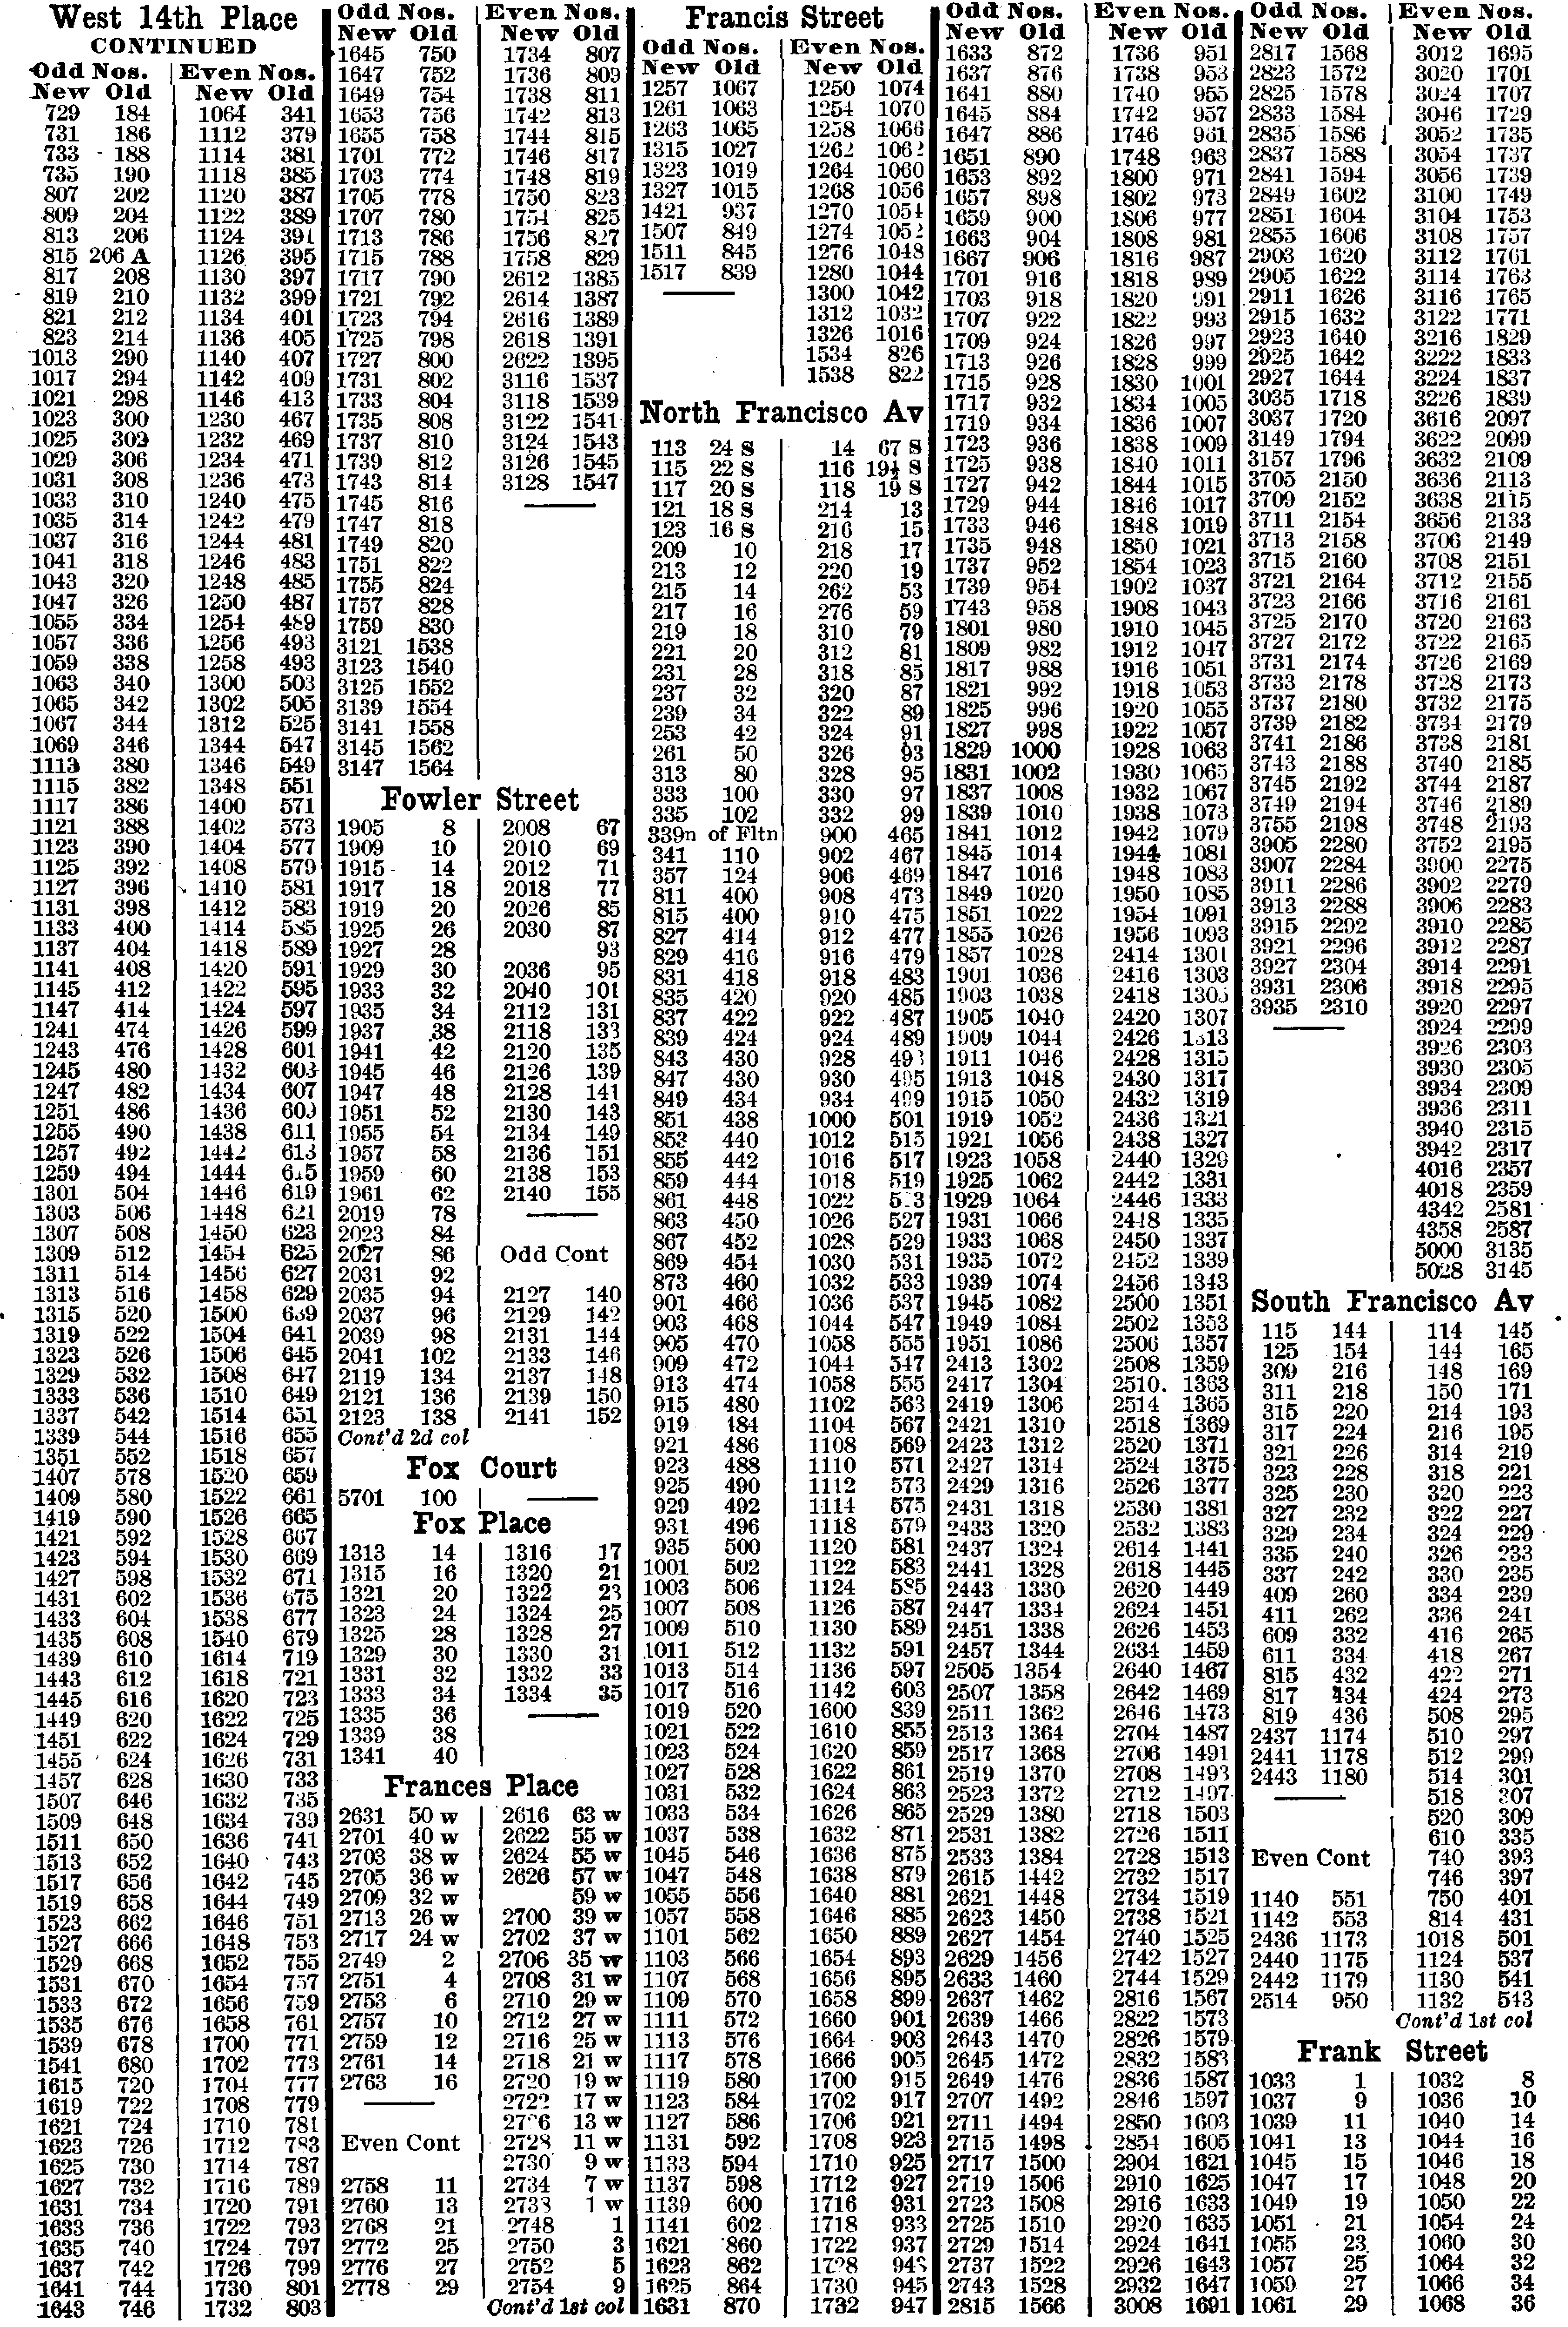 West 14th Place
CONTINUED
Odd Nos. Even Nos.
New Old New Old
729 184 1064 341
731 186 1112 379
733 188 1114 381
735 190 1118 385
807 202 1120 387
809 204 1122 389
813 206 1124 391
815 206 A 1126 395
817 208 1130 397
819 210 1132 399
821 212 1134 401
823 214 1136 405
1013 290 1140 407
1017 294 1142 409
1021 298 1146 413
1023 300 1230 467
1025 302 1232 469
1029 306 1234 471
1031 308 1236 473
1033 310 1240 475
1035 314 1242 479
1037 316 1244 481
1041 318 1246 483
1043 320 1248 485
1047 326 1250 487
1055 334 1254 489
1057 336 1256 493
1059 338 1258 493
1063 340 1300 503
1065 342 1302 505
1067 344 1312 525
1069 346 1344 547
1113 380 1346 549
1115 382 1348 551
1117 386 1400 571
1121 388 1402 573
1123 390 1404 577
1125 392 1408 579
1127 396 1410 581
1131 398 1412 583
1133 400 1414 585
1137 404 1418 589
1141 408 1420 591
1145 412 1422 595
1147 414 1424 597
1241 474 1426 599
1243 476 1428 601
1245 480 1432 603
1247 482 1434 607
1251 486 1436 609
1255 490 1438 611
1257 492 1442 613
1259 494 1444 615
1301 504 1446 619
1303 506 1448 621
1307 508 1450 623
1309 512 1454 625
1311 514 1456 627
1313 516 1458 629
1315 520 1500 639
1319 522 1504 641
1323 526 1506 645
1329 532 1508 647
1333 536 1510 649
1337 542 1514 651
1339 544 1516 655
1351 552 1518 657
1407 578 1520 659
1409 580 1522 661
1419 590 1526 665
1421 592 1528 667
1423 594 1530 669
1427 598 1532 671
1431 602 1536 675
1433 604 1538 677
1435 608 1540 679
1439 610 1614 719
1443 612 1618 721
1445 616 1620 723
1449 620 1622 725
1451 622 1624 729
1455 624 1626 731
1457 628 1630 733
1507 646 1632 735
1509 648 1634 739
1511 650 1636 741
1513 652 1640 743
1517 656 1642 745
1519 658 1644 749
1523 662 1646 751
1527 666 1648 753
1529 668 1652 755
1531 670 1654 757
1533 672 1656 759
1535 676 1658 761
1539 678 1700 771
1541 680 1702 773
1615 720 1704 777
1619 722 1708 779
1621 724 1710 781
1623 726 1712 783
1625 730 1714 787
1627 732 1716 789
1631 734 1720 791
1633 736 1722 793
1635 740 1724 797
1637 742 1726 799
1641 744 1730 801
1643 746 1732 803
Odd Nos. Even Nos.
New Old New Old
1645 750 1734 807
1647 752 1736 809
1649 754 1738 811
1653 756 1742 813
1655 758 1744 815
1701 772 1746 817
1703 774 1748 819
1705 778 1750 823
1707 780 1754 825
1713 786 1756 827
1715 788 1758 829
1717 790 2612 1385
1721 792 2614 1387
1723 794 2616 1389
1725 798 2618 1391
1727 800 2622 1395
1731 802 3116 1537
1733 804 3118 1539
1735 808 3122 1541
1737 810 3124 1543
1739 812 3126 1545
1743 814 3128 1547
1745 816
1747 818
1749 820
1751 822
1755 824
1757 828
1759 830
3121 1538
3123 1540
3125 1552
3139 1554
3141 1558
3145 1562
3147 1564
Fowler Street
1905 8 2008 67
1909 10 2010 69
1915 14 2012 71
1917 18 2018 77
1919 20 2026 85
1925 26 2030 87
1927 28 93
1929 30 2036 95
1933 32 2040 101
1935 34 2112 131
1937 38 2118 133
1941 42 2120 135
1945 46 2126 139
1947 48 2128 141
1951 52 2130 143
1955 54 2134 149
1957 58 2136 151
1959 60 2138 153
1961 62 2140 155
2019 78
2023 84
2027 86 Odd Cont
2031 92
2035 94 2127 140
2037 96 2129 142
2039 98 2131 144
2041 102 2133 146
2119 134 2137 148
2121 136 2139 150
2123 138 2141 152
Cont'd 2d col
Fox Court
5701 100
Fox Place
1313 14 1316 17
1315 16 1320 21
1321 20 1322 23
1323 24 1324 25
1325 28 1328 27
1329 30 1330 31
1331 32 1332 33
1333 34 1334 35
1335 36
1339 38
1341 40
Frances Place
2631 50 w 2616 63 w
2701 40 w 2622 55 w
2703 38 w 2624 55 w
2705 36 w 2626 57 w
2709 32 w 59 w
2713 26 w 2700 39 w
2717 24 w 2702 37 w
2749 2 2706 35 w
2751 4 2708 31 w
2753 6 2710 29 w
2757 10 2712 27 w
2759 12 2716 25 w
2761 14 2718 21 w
2763 16 2720 19 w
2722 17 w
2726 13 w
Even Cont 2728 11 w
2730 9 w
2758 11 2734 7 w
2760 13 2738 1 w
2768 21 2748 1
2772 25 2750 3
2776 27 2752 5
2778 29 2754 9
Cont'd 1st col
Francis Street
Odd Nos. Even Nos.
New Old New Old
1257 1067 1250 1074
1261 1063 1254 1070
1263 1065 1258 1066
1315 1027 1262 1062
1323 1019 1264 1060
1327 1015 1268 1056
1421 937 1270 1054
1507 849 1274 1052
1511 845 1276 1048
1517 839 1280 1044
1300 1042
1312 1032
1326 1016
1534 826
1538 822
North Francisco Av
113 24 S 14 67 S
115 22 S 116 19½ S
117 20 S 118 19 S
121 18 S 214 13
123 16 S 216 15
209 10 218 17
213 12 220 19
215 14 262 53
217 16 276 59
219 18 310 79
221 20 312 81
231 28 318 85
237 32 320 87
239 34 322 89
253 42 324 91
261 50 326 93
313 80 328 95
333 100 330 97
335 102 332 99
339n of Fltn 900 465
341 110 902 467
357 124 906 469
811 400 908 473
815 400 910 475
827 414 912 477
829 416 916 479
831 418 918 483
835 420 920 485
837 422 922 487
839 424 924 489
843 430 928 493
847 430 930 495
849 434 934 499
851 438 1000 501
853 440 1012 515
855 442 1016 517
859 444 1018 519
861 448 1022
863 450 1026 527
867 452 1028 529
869 454 1030 531
873 460 1032 533
901 466 1036 537
903 468 1044 547
905 470 1058 555
909 472 1044 547
913 474 1058 555
915 480 1102 563
919 484 1104 567
921 486 1108 569
923 488 1110 571
925 490 1112 573
929 492 1114 575
931 496 1118 579
935 500 1120 581
1001 502 1122 583
1003 506 1124 585
1007 508 1126 587
1009 510 1130 589
1011 512 1132 591
1013 514 1136 597
1017 516 1142 603
1019 520 1600 839
1021 522 1610 855
1023 524 1620 859
1027 528 1622 861
1031 532 1624 863
1033 534 1626 865
1037 538 1632 871
1045 546 1636 875
1047 548 1638 879
1055 556 1640 881
1057 558 1646 885
1101 562 1650 889
1103 566 1654 893
1107 568 1656 895
1109 570 1658 899
1111 572 1660 901
1113 576 1664 903
1117 578 1666 905
1119 580 1700 915
1123 584 1702 917
1127 586 1706 921
1131 592 1708 923
1133 594 1710 925
1137 598 1712 927
1139 600 1716 931
1141 602 1718 933
1621 860 1722 937
1623 862 1728 943
1625 864 1730 945
1631 870 1732 947
Odd Nos. Even Nos.
New Old New Old
1633 872 1736 951
1637 876 1738 953
1641 880 1740 955
1645 884 1742 957
1647 886 1746 961
1651 890 1748 963
1653 892 1800 971
1657 898 1802 973
1659 900 1806 977
1663 904 1808 981
1667 906 1816 987
1701 916 1818 989
1703 918 1820 991
1707 922 1822 993
1709 924 1826 997
1713 926 1828 999
1715 928 1830 1001
1717 932 1834 1005
1719 934 1836 1007
1723 936 1838 1009
1725 938 1840 1011
1727 942 1844 1015
1729 944 1846 1017
1733 946 1848 1019
1735 948 1850 1021
1737 952 1854 1023
1739 954 1902 1037
1743 958 1908 1043
1801 980 1910 1045
1809 982 1912 1047
1817 988 1916 1051
1821 992 1918 1053
1825 996 1920 1055
1827 998 1922 1057
1829 1000 1928 1063
1831 1002 1930 1065
1837 1008 1932 1067
1839 1010 1938 1073
1841 1012 1942 1079
1845 1014 1944 1081
1847 1016 1948 1083
1849 1020 1950 1085
1851 1022 1954 1091
1855 1026 1956 1093
1857 1028 2414 1301
1901 1036 2416 1303
1903 1038 2418 1305
1905 1040 2420 1307
1909 1044 2426 1313
1911 1046 2428 1315
1913 1048 2430 1317
1915 1050 2432 1319
1919 1052 2436 1321
1921 1056 2438 1327
1923 1058 2440 1329
1925 1062 2442 1331
1929 1064 2446 1333
1931 1066 2448 1335
1933 1068 2450 1337
1935 1072 2452 1339
1939 1074 2456 1343
1945 1082 2500 1351
1949 1084 2502 1353
1951 1086 2506 1357
2413 1302 2508 1359
2417 1304 2510 1363
2419 1306 2514 1365
2421 1310 2518 1369
2423 1312 2520 1371
2427 1314 2524 1375
2429 1316 2526 1377
2431 1318 2530 1381
2433 1320 2532 1383
2437 1324 2614 1441
2441 1328 2618 1445
2443 1330 2620 1449
2447 1334 2624 1451
2451 1338 2626 1453
2457 1344 2634 1459
2505 1354 2640 1467
2507 1358 2642 1469
2511 1362 2646 1473
2513 1364 2704 1487
2517 1368 2706 1491
2519 1370 2708 1493
2523 1372 2712 1497
2529 1380 2718 1503
2531 1382 2726 1511
2533 1384 2728 1513
2615 1442 2732 1517
2621 1448 2734 1519
2623 1450 2738 1521
2627 1454 2740 1525
2629 1456 2742 1527
2633 1460 2744 1529
2637 1462 2816 1567
2639 1466 2822 1573
2643 1470 2826 1579
2645 1472 2832 1583
2649 1476 2836 1587
2707 1492 2846 1597
2711 1494 2850 1603
2715 1498 2854 1605
2717 1500 2904 1621
2719 1506 2910 1625
2723 1508 2916 1633
2725 1510 2920 1635
2729 1514 2924 1641
2737 1522 2926 1643
2743 1528 2932 1647
2815 1566 3008 1691
Odd Nos. Even Nos.
New Old New Old
2817 1568 3012 1695
2823 1572 3020 1701
2825 1578 3024 1707
2833 1584 3046 1729
2835 1586 3052 1735
2837 1588 3054 1737
2841 1594 3056 1739
2849 1602 3100 1749
2851 1604 3104 1753
2855 1606 3108 1757
2903 1620 3112 1761
2905 1622 3114 1763
2911 1626 3116 1765
2915 1632 3122 1771
2923 1640 3216 1829
2925 1642 3222 1833
2927 1644 3224 1837
3035 1718 3226 1839
3037 1720 3616 2097
3149 1794 3622 2099
3157 1796 3632 2109
3705 2150 3636 2113
3709 2152 3638 2115
3711 2154 3656 2133
3713 2158 3706 2149
3715 2160 3708 2151
3721 2164 3712 2155
3723 2166 3716 2161
3725 2170 3720 2163
3727 2172 3722 2165
3731 2174 3726 2169
3733 2178 3728 2173
3737 2180 3732 2175
3739 2182 3734 2179
3741 2186 3738 2181
3743 2188 3740 2185
3745 2192 3744 2187
3749 2194 3746 2189
3755 2198 3748 2193
3905 2280 3752 2195
3907 2284 3900 2275
3911 2286 3902 2279
3913 2288 3906 2283
3915 2292 3910 2285
3921 2296 3912 2287
3927 2304 3914 2291
3931 2306 3918 2295
3935 2310 3920 2297
3924 2299
3926 2303
3930 2305
3934 2309
3936 2311
3940 2315
3942 2317
4016 2357
4018 2359
4342 2581
4358 2587
5000 3135
5028 3145
South Francisco Av
115 144 114 145
125 154 144 165
309 216 148 169
311 218 150 171
315 220 214 193
317 224 216 195
321 226 314 219
323 228 318 221
325 230 320 223
327 232 322 227
329 234 324 229
335 240 326 233
337 242 330 235
409 260 334 239
411 262 336 241
609 332 416 265
611 334 418 267
815 432 422 271
817 434 424 273
819 436 508 295
2437 1174 510 297
2441 1178 512 299
2443 1180 514 301
518 307
520 309
610 335
Even Cont 740 393
746 397
1140 551 750 401
1142 553 814 431
2436 1173 1018 501
2440 1175 1124 537
2442 1179 1130 541
2514 950 1132 543
Cont'd 1st col
Frank Street
1033 1 1032 8
1037 9 1036 10
1039 11 1040 14
1041 13 1044 16
1045 15 1046 18
1047 17 1048 20
1049 19 1050 22
1051 21 1054 24
1055 23 1060 30
1057 25 1064 32
1059 27 1066 34
1061 29 1068 36